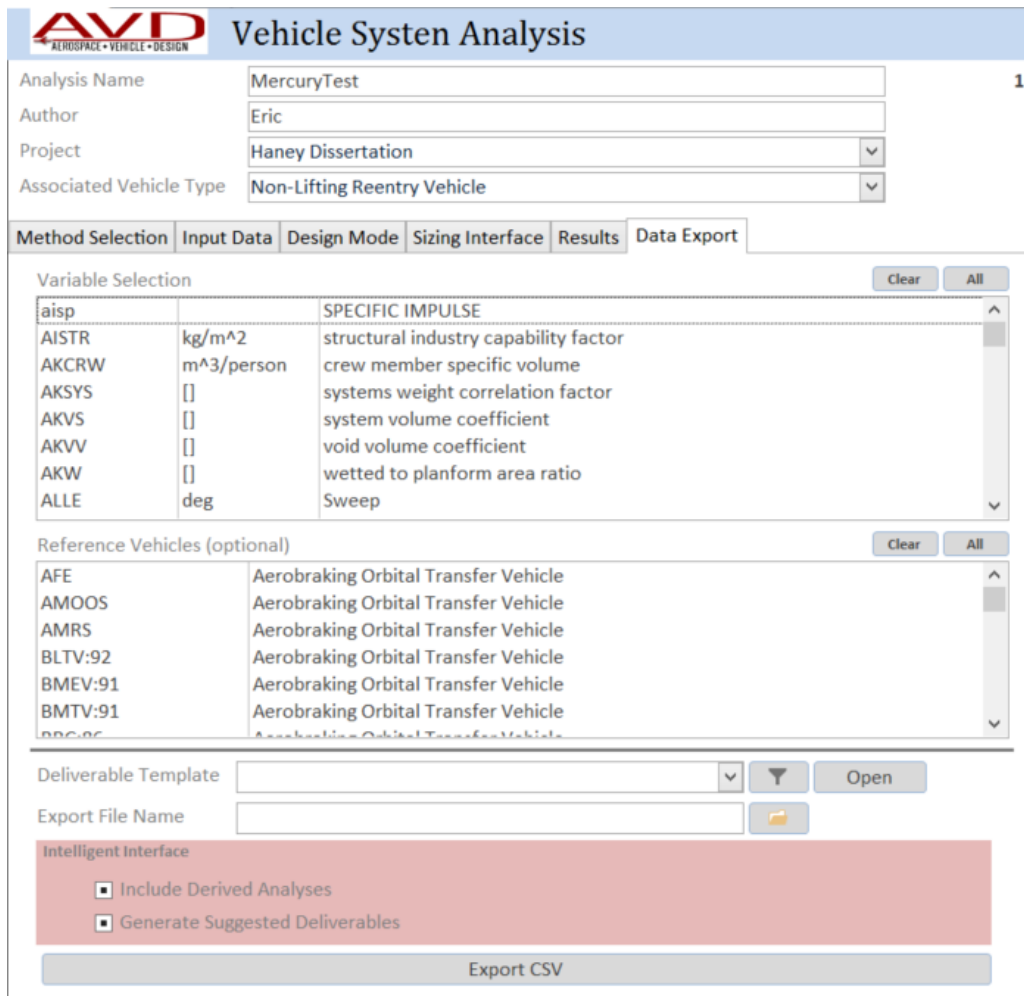 AVD
AEROSPACE • VEHICLE • DESIGN
Vehicle Systen Analysis
Analysis Name MercuryTest 1
Author Eric
Project Haney Dissertation
Associated Vehicle Type Non-Lifting Reentry Vehicle
Method Selection Input Data Design Mode Sizing Interface Results Data Export
Variable Selection Clear All
aisp SPECIFIC IMPULSE
AISTR kg/m^2 structural industry capability factor
AKCRW m^3/person crew member specific volume
AKSYS [] systems weight correlation factor
AKVS [] system volume coefficient
AKVV [] void volume coefficient
AKW [] wetted to planform area ratio
ALLE deg Sweep
Reference Vehicles (optional) Clear All
AFE Aerobraking Orbital Transfer Vehicle
AMOOS Aerobraking Orbital Transfer Vehicle
AMRS Aerobraking Orbital Transfer Vehicle
BLTV:92 Aerobraking Orbital Transfer Vehicle
BMEV:91 Aerobraking Orbital Transfer Vehicle
BMTV:91 Aerobraking Orbital Transfer Vehicle
Aerobraking Orbital Transfer Vehicle
Deliverable Template Open
Export File Name
Intelligent Interface
Include Derived Analyses
Generate Suggested Deliverables
Export CSV